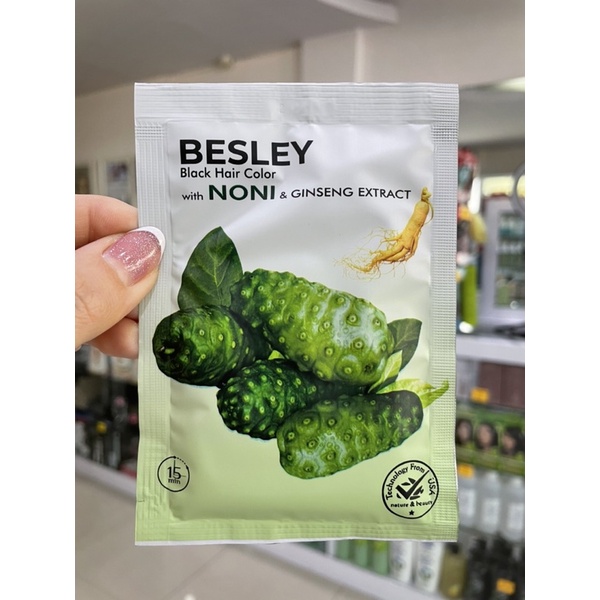 BESLEY
Black Hair Color
with NONI & GINSENG EXTRACT
15
min
Technology From USA
nature & beauty